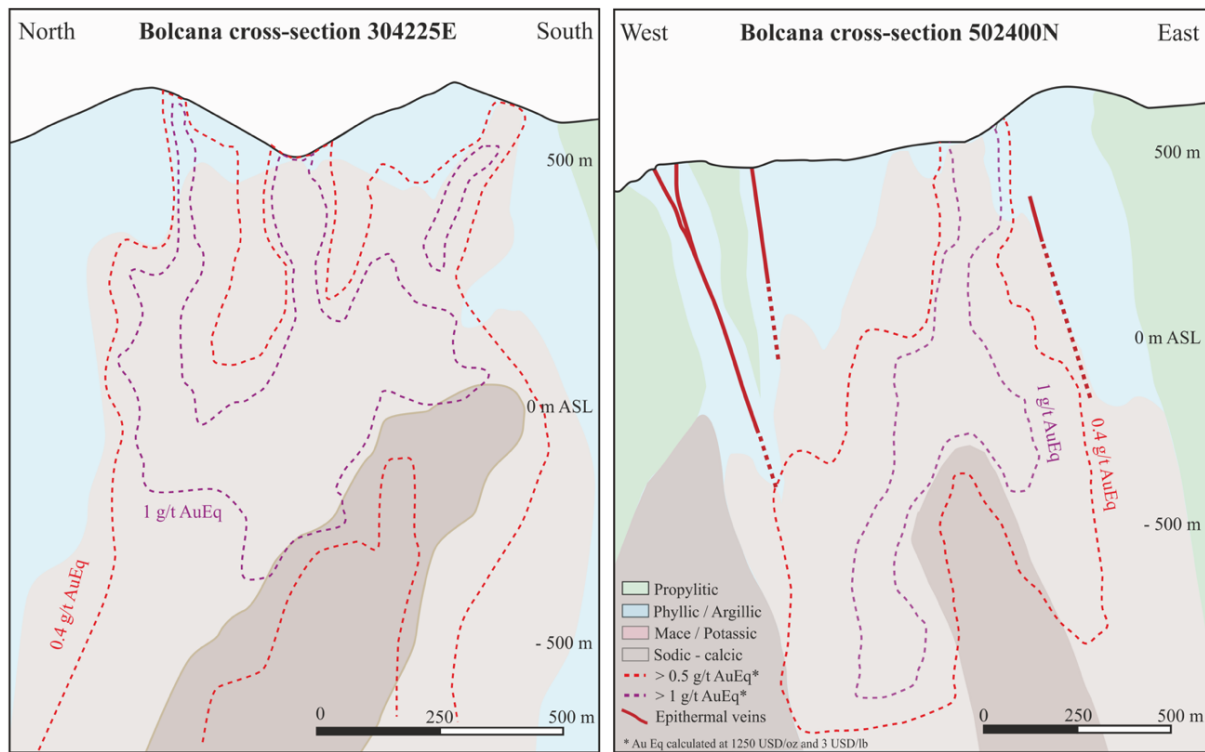 North
Bolcana cross-section 304225E
South
500 m
0 m ASL
1 g/t AuEq
0.4 g/t AuEq
- 500 m
0
250
500 m
West
Bolcana cross-section 502400N
East
500 m
0 m ASL
1 g/t AuEq
0.4 g/t AuEq
- 500 m
Propylitic
Phyllic / Argillic
Mace / Potassic
Sodic - calcic
> 0.5 g/t AuEq*
> 1 g/t AuEq*
Epithermal veins
* Au Eq calculated at 1250 USD/oz and 3 USD/lb
0
250
500 m